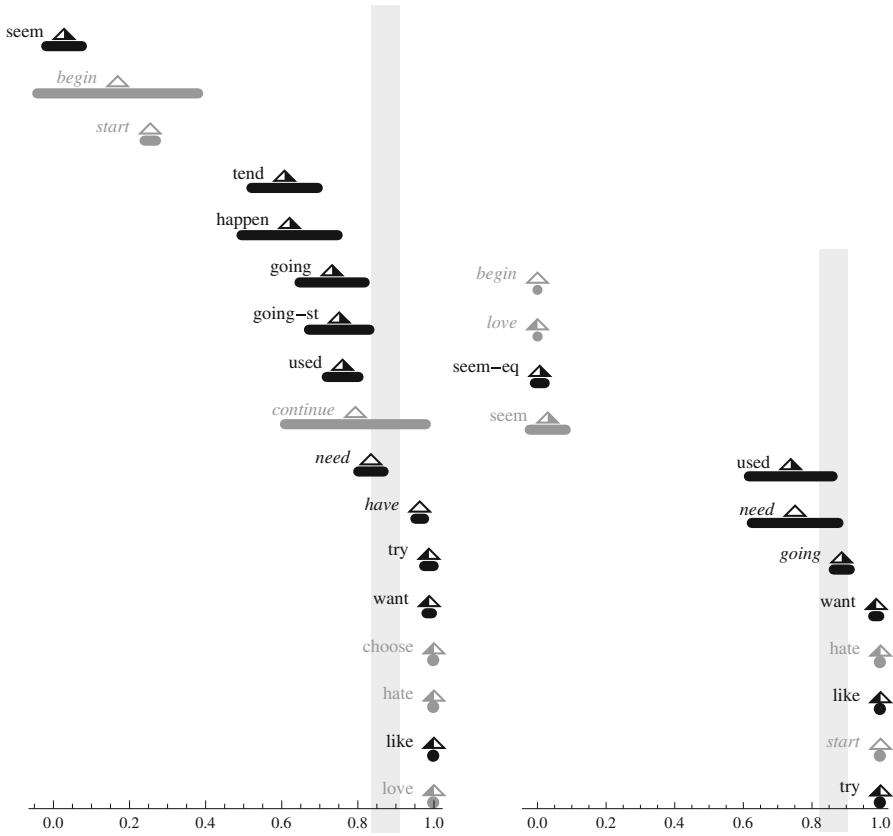 seem
begin
start
tend
happen
going
going–st
used
continue
need
have
try
want
choose
hate
like
love
0.0 0.2 0.4 0.6 0.8 1.0
begin
love
seem–eq
seem
used
need
going
want
hate
like
start
try
0.0 0.2 0.4 0.6 0.8 1.0